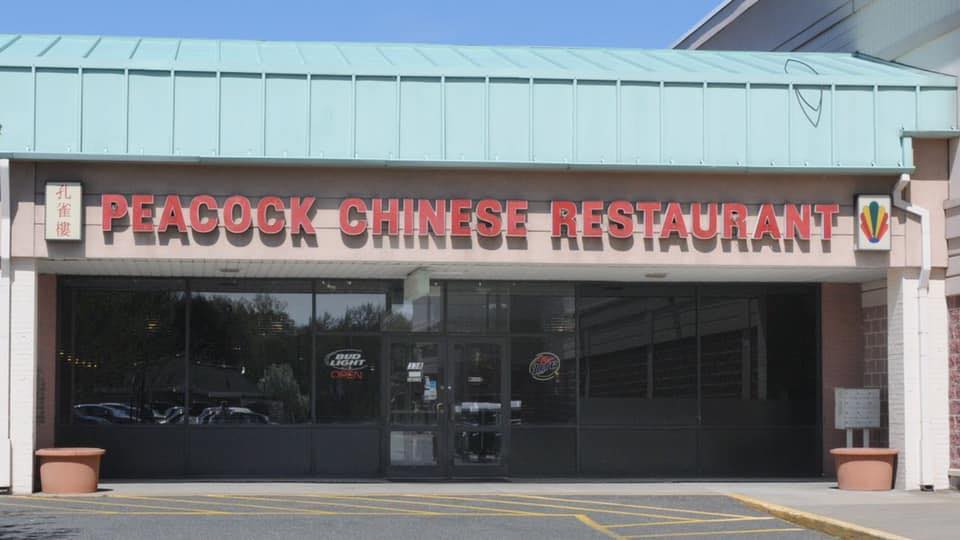 孔雀樓
PEACOCK CHINESE RESTAURANT
BUD
LIGHT
OPEN